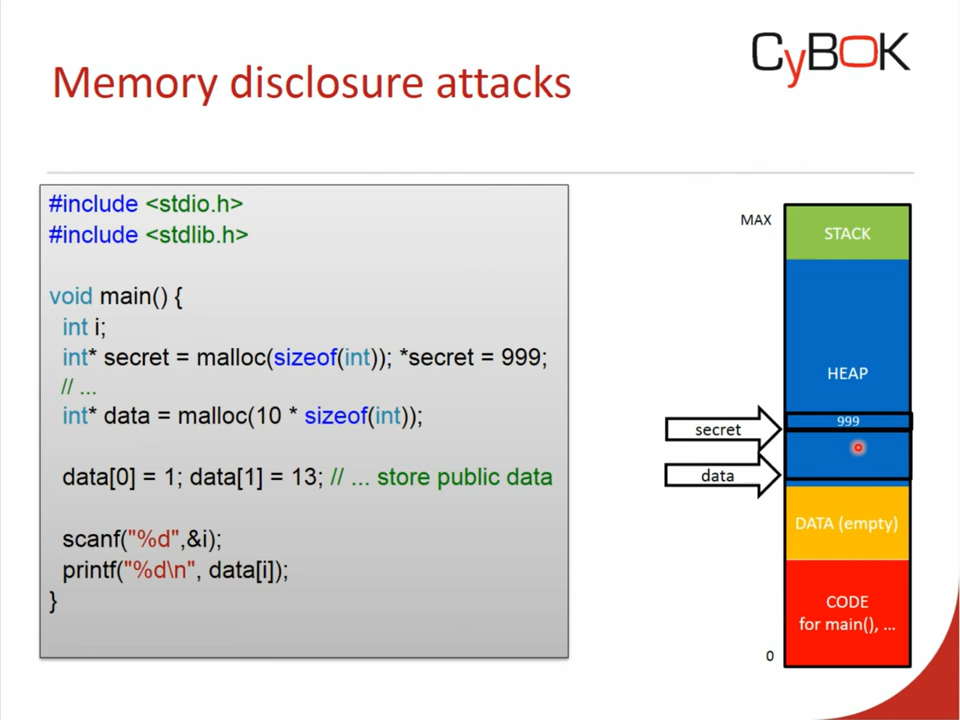 CyBOK
Memory disclosure attacks
#include <stdio.h>
#include <stdlib.h>
void main() {
int i;
int* secret = malloc(sizeof(int)); *secret = 999;
// ...
int* data = malloc(10 * sizeof(int));
data[0] = 1; data[1] = 13; // ... store public data
scanf("%d",&i);
printf("%d\n", data[i]);
}
MAX
STACK
HEAP
999
secret
data
DATA (empty)
CODE
for main(), ...
0